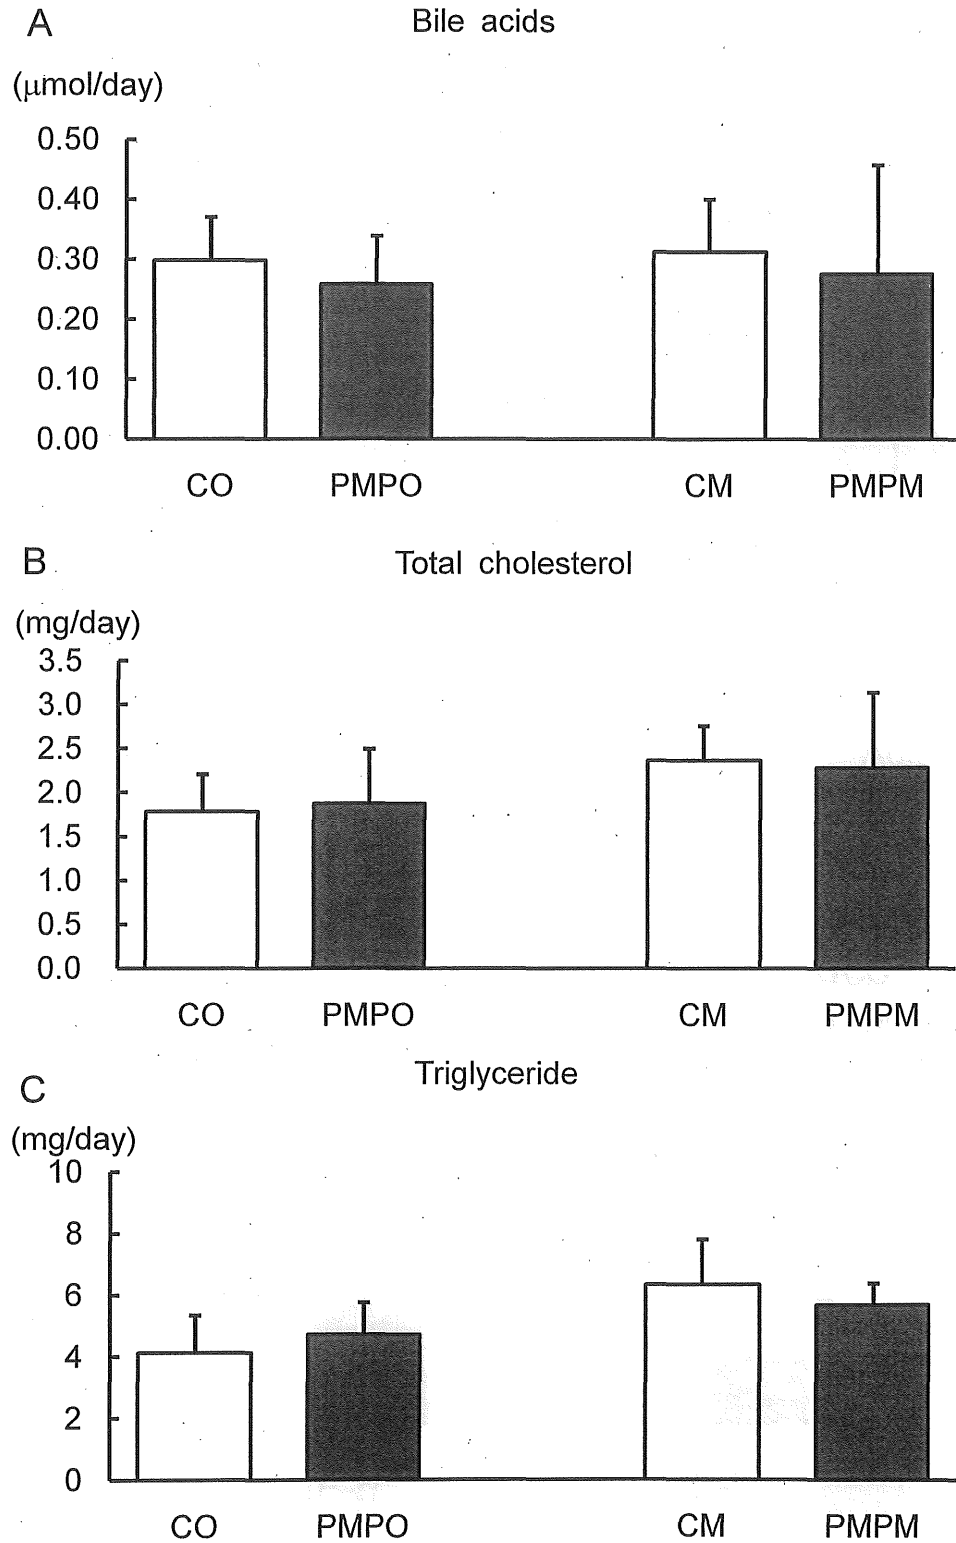 A
Bile acids
(μmol/day)
0.50
0.40
0:30
0.20
0.10
0.00
CO PMPO CM PMPM
B
Total cholesterol
(mg/day)
3.5
3.0
2.5
2.0
1.5
1.0
0.5
0.0
CO PMPO CM PMPM
C
Triglyceride
(mg/day)
10
8
6
4
2
0
CO PMPO CM PMPM